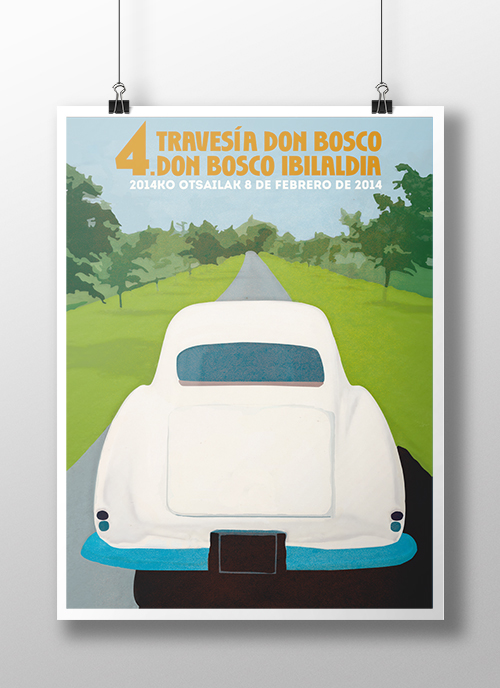 4. TRAVESÍA DON BOSCO
DON BOSCO IBILALDIA
2014KO OTSAILAK 8 DE FEBRERO DE 2014